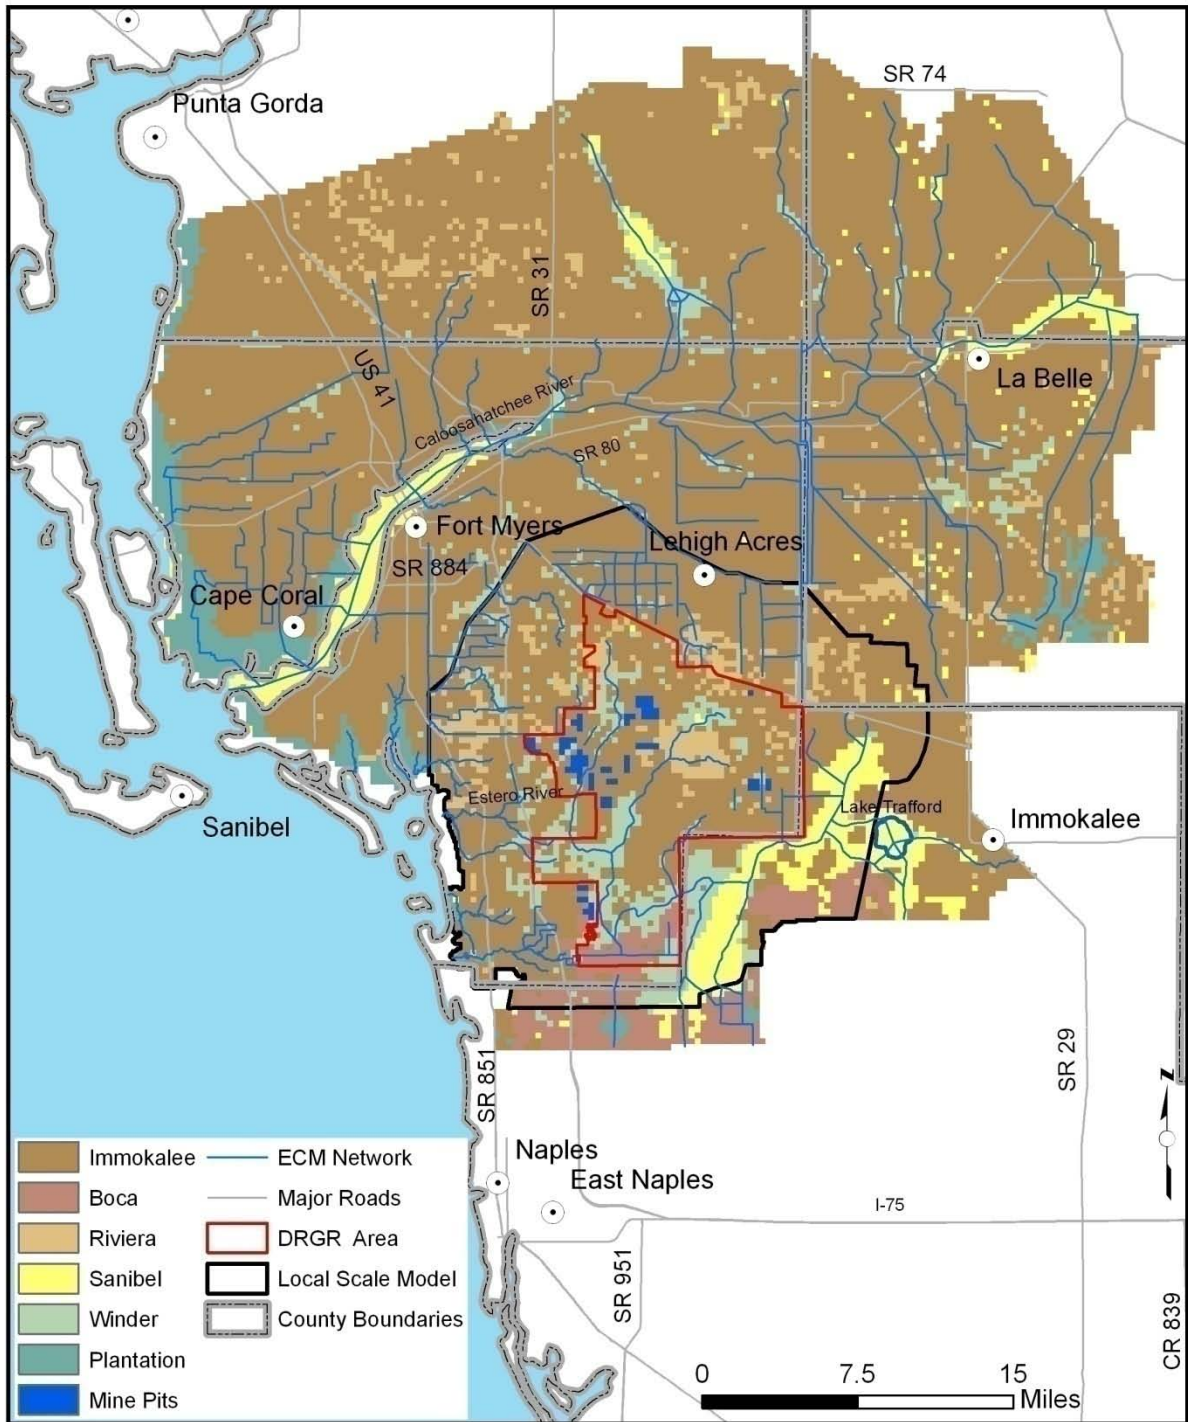 SR 74
Punta Gorda
SR 31
US 41
La Belle
Caloosahatchee River
SR 80
Fort Myers
Lehigh Acres
SR 884
Cape Coral
Estero River
Lake Trafford
Sanibel
Immokalee
SR 851
SR 29
N
Naples
East Naples
I-75
SR 951
CR 839
Immokalee
Boca
Riviera
Sanibel
Winder
Plantation
Mine Pits
ECM Network
Major Roads
DRGR Area
Local Scale Model
County Boundaries
0 7.5 15
Miles